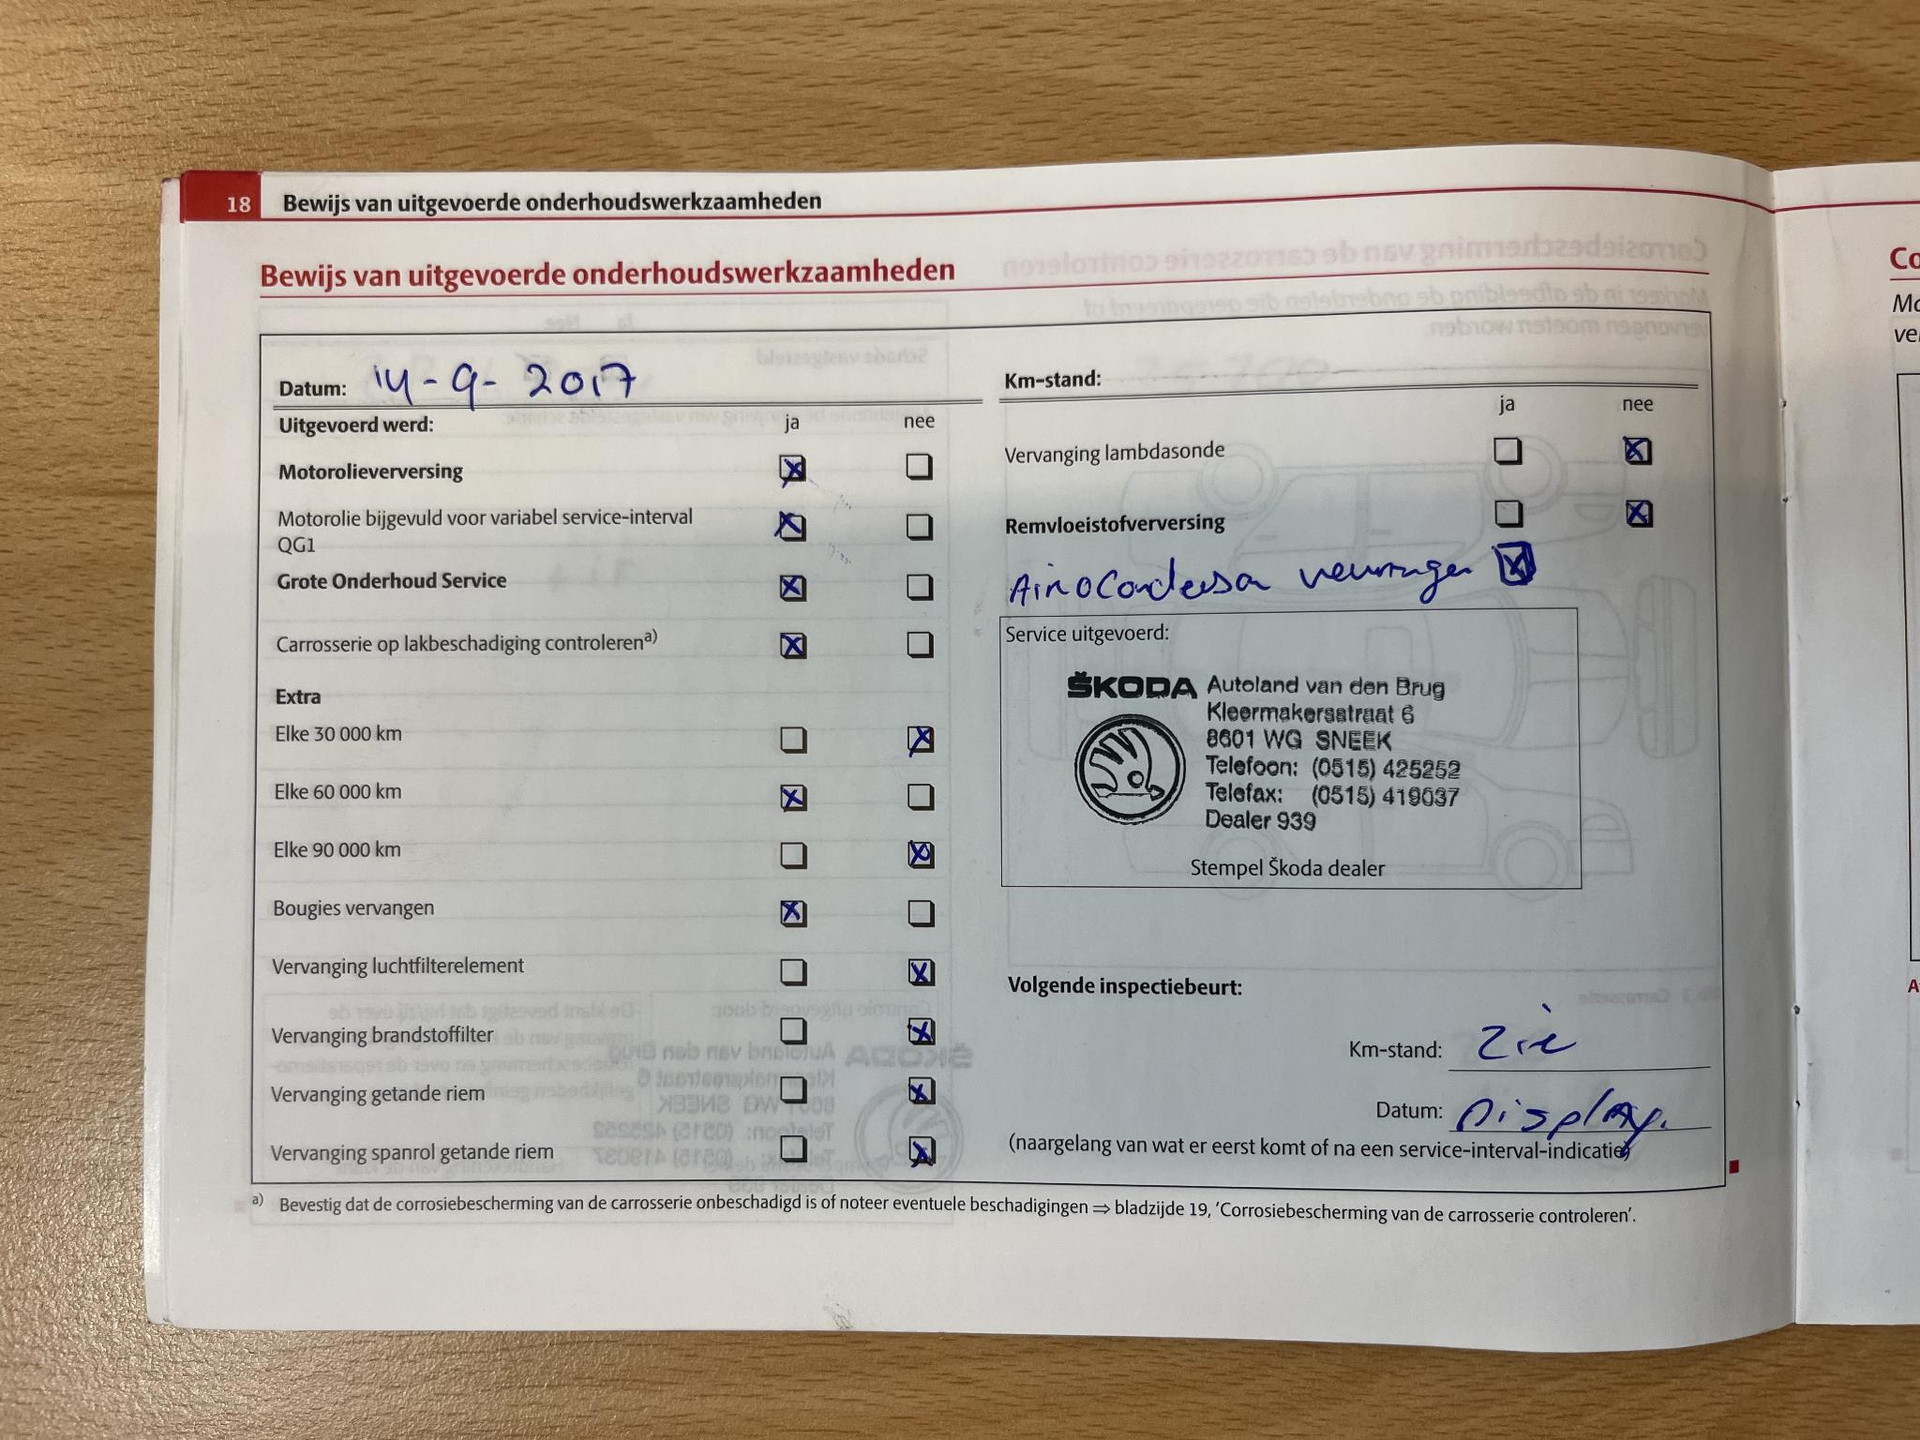 18 Bewijs van uitgevoerde onderhoudswerkzaamheden
Bewijs van uitgevoerde onderhoudswerkzaamheden
Datum: 14-9-2017
Uitgevoerd werd: ja nee
Motorolieverversing
Motorolie bijgevuld voor variabel service-interval
QG1
Grote Onderhoud Service
Carrosserie op lakbeschadiging controleren a)
Extra
Elke 30 000 km
Elke 60 000 km
Elke 90 000 km
Bougies vervangen
Vervanging luchtfilterelement
Vervanging brandstoffilter
Vervanging getande riem
Vervanging spanrol getande riem
Km-stand:
ja nee
Vervanging lambdasonde
Remvloeistofverversing
Service uitgevoerd:
ŠKODA Autoland van den Brug
Kleermakersstraat 6
8601 WG SNEEK
Telefoon: (0515) 425252
Telefax: (0515) 419037
Dealer 939
Stempel Škoda dealer
Volgende inspectiebeurt:
Km-stand: Zie
Datum: Display.
(naargelang van wat er eerst komt of na een service-interval-indicatie)
a) Bevestig dat de corrosiebescherming van de carrosserie onbeschadigd is of noteer eventuele beschadigingen ⇒ bladzijde 19, 'Corrosiebescherming van de carrosserie controleren'.